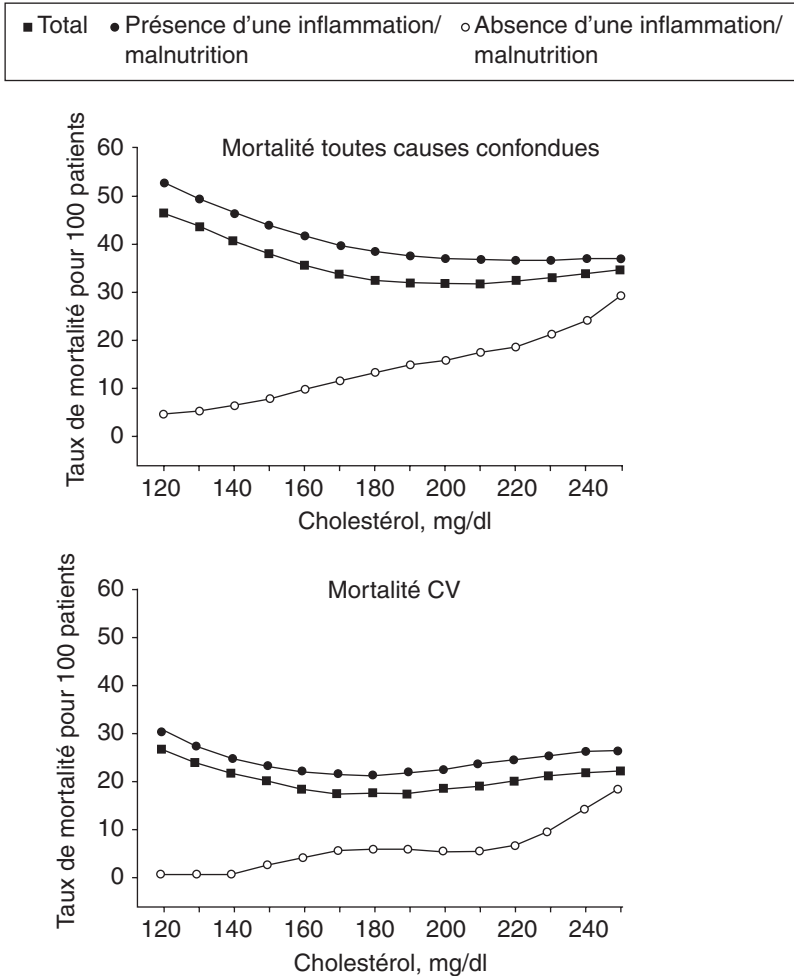 ■ Total ● Présence d'une inflammation/ ○ Absence d'une inflammation/
malnutrition malnutrition
Mortalité toutes causes confondues
Taux de mortalité pour 100 patients
60
50
40
30
20
10
0
120 140 160 180 200 220 240
Cholestérol, mg/dl
Mortalité CV
Taux de mortalité pour 100 patients
60
50
40
30
20
10
0
120 140 160 180 200 220 240
Cholestérol, mg/dl